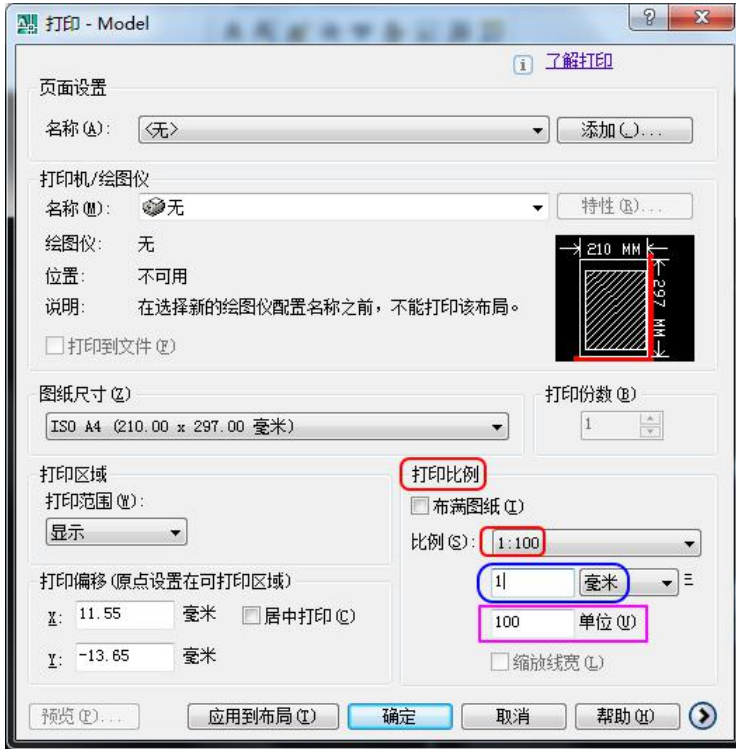 打印 - Model
了解打印
页面设置
名称(A): <无> 添加(.)...
打印机/绘图仪
名称(M): 无 特性(R)...
绘图仪: 无
位置: 不可用
说明: 在选择新的绘图仪配置名称之前，不能打印该布局。
打印到文件(F)
210 MM
297 MM
图纸尺寸(Z)
ISO A4 (210.00 x 297.00 毫米)
打印份数(B)
1
打印区域
打印范围(W):
显示
打印比例
布满图纸(I)
比例(S): 1:100
1 毫米 =
100 单位(U)
缩放线宽(L)
打印偏移(原点设置在可打印区域)
X: 11.55 毫米 居中打印(C)
Y: -13.65 毫米
预览(P)... 应用到布局(T) 确定 取消 帮助(H)